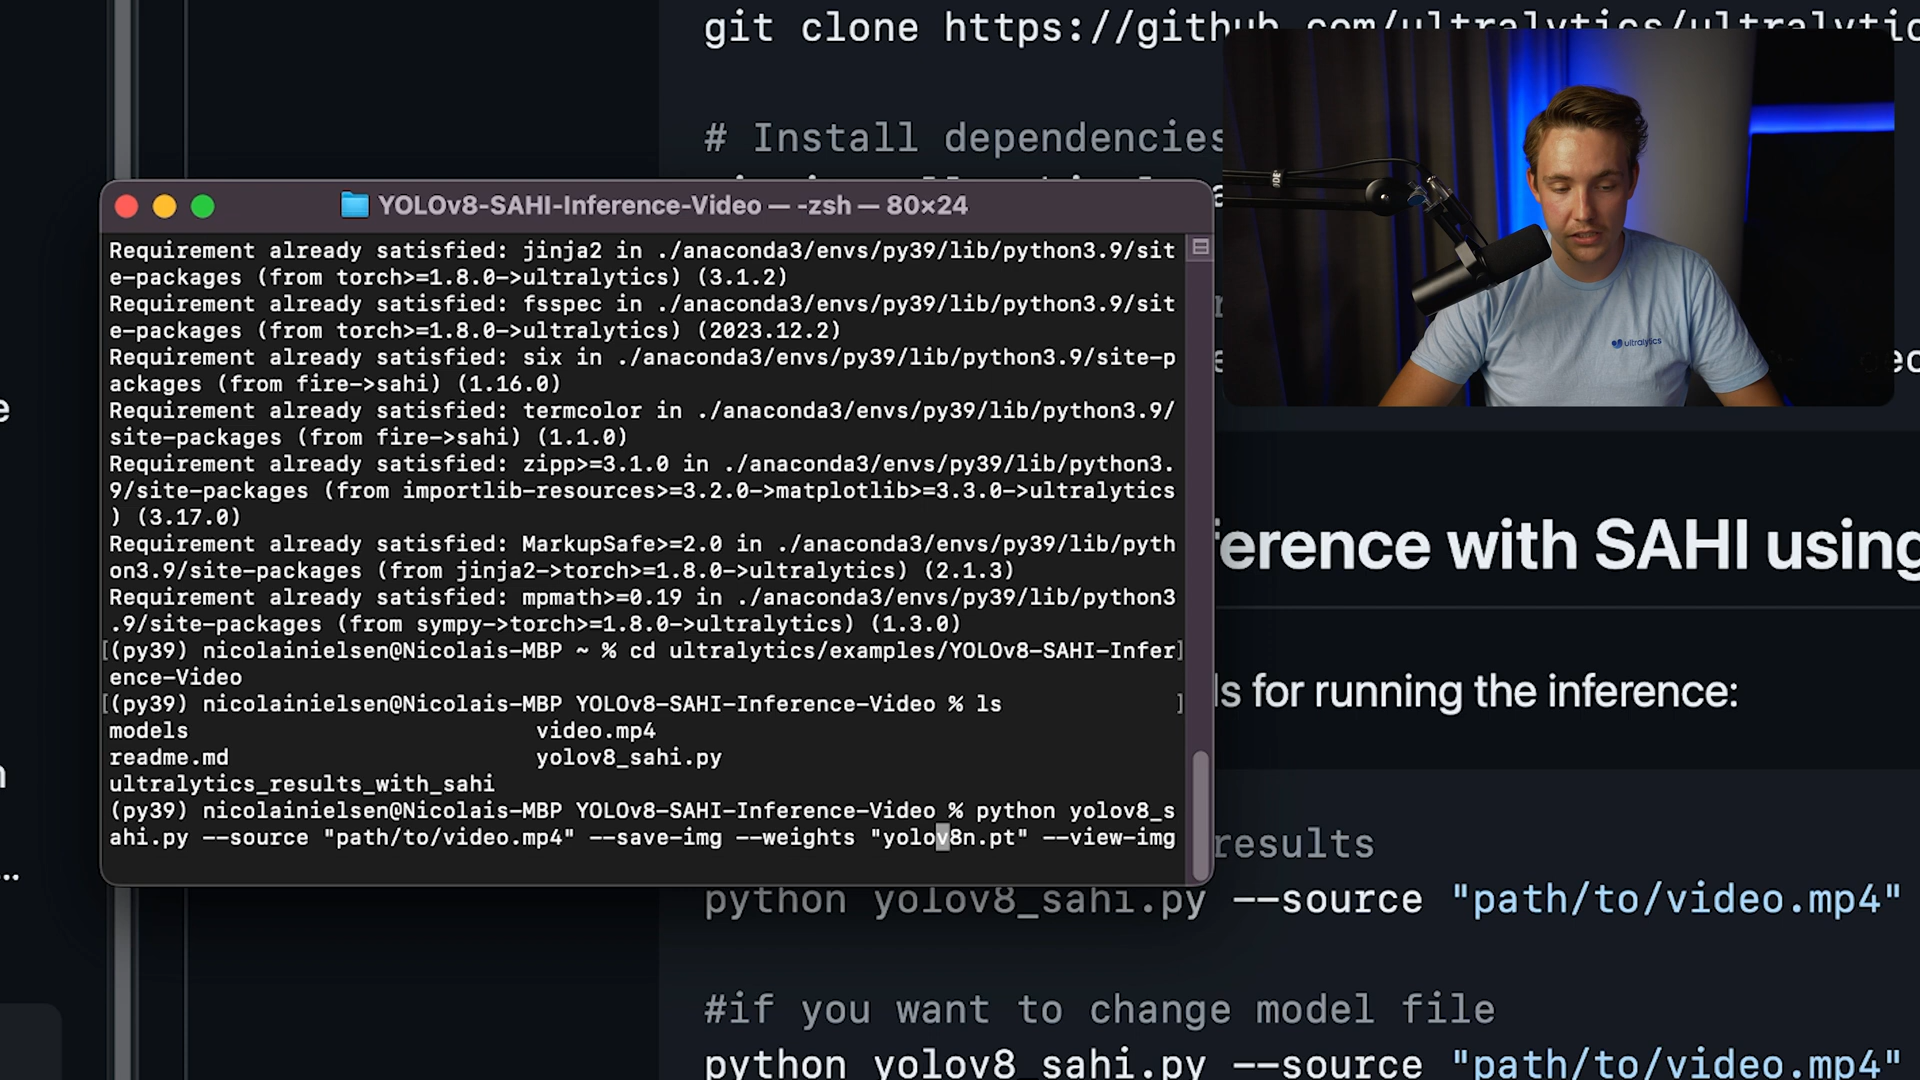 git clone https://github.com/ultralytics/ultralytic
# Install dependencies
YOLOv8-SAHI-Inference-Video — -zsh — 80×24
Requirement already satisfied: jinja2 in ./anaconda3/envs/py39/lib/python3.9/sit
e-packages (from torch>=1.8.0->ultralytics) (3.1.2)
Requirement already satisfied: fsspec in ./anaconda3/envs/py39/lib/python3.9/sit
e-packages (from torch>=1.8.0->ultralytics) (2023.12.2)
Requirement already satisfied: six in ./anaconda3/envs/py39/lib/python3.9/site-p
ackages (from fire->sahi) (1.16.0)
Requirement already satisfied: termcolor in ./anaconda3/envs/py39/lib/python3.9/
site-packages (from fire->sahi) (1.1.0)
Requirement already satisfied: zipp>=3.1.0 in ./anaconda3/envs/py39/lib/python3.
9/site-packages (from importlib-resources>=3.2.0->matplotlib>=3.3.0->ultralytics
) (3.17.0)
Requirement already satisfied: MarkupSafe>=2.0 in ./anaconda3/envs/py39/lib/pyth
on3.9/site-packages (from jinja2->torch>=1.8.0->ultralytics) (2.1.3)
Requirement already satisfied: mpmath>=0.19 in ./anaconda3/envs/py39/lib/python3
.9/site-packages (from sympy->torch>=1.8.0->ultralytics) (1.3.0)
[(py39) nicolainielsen@Nicolais-MBP ~ % cd ultralytics/examples/YOLOv8-SAHI-Infer]
ence-Video
[(py39) nicolainielsen@Nicolais-MBP YOLOv8-SAHI-Inference-Video % ls ]
models video.mp4
readme.md yolov8_sahi.py
ultralytics_results_with_sahi
(py39) nicolainielsen@Nicolais-MBP YOLOv8-SAHI-Inference-Video % python yolov8_s
ahi.py --source "path/to/video.mp4" --save-img --weights "yolov8n.pt" --view-img
ultralytics
ference with SAHI using
ls for running the inference:
results
python yolov8_sahi.py --source "path/to/video.mp4"
#if you want to change model file
python yolov8_sahi.py --source "path/to/video.mp4"